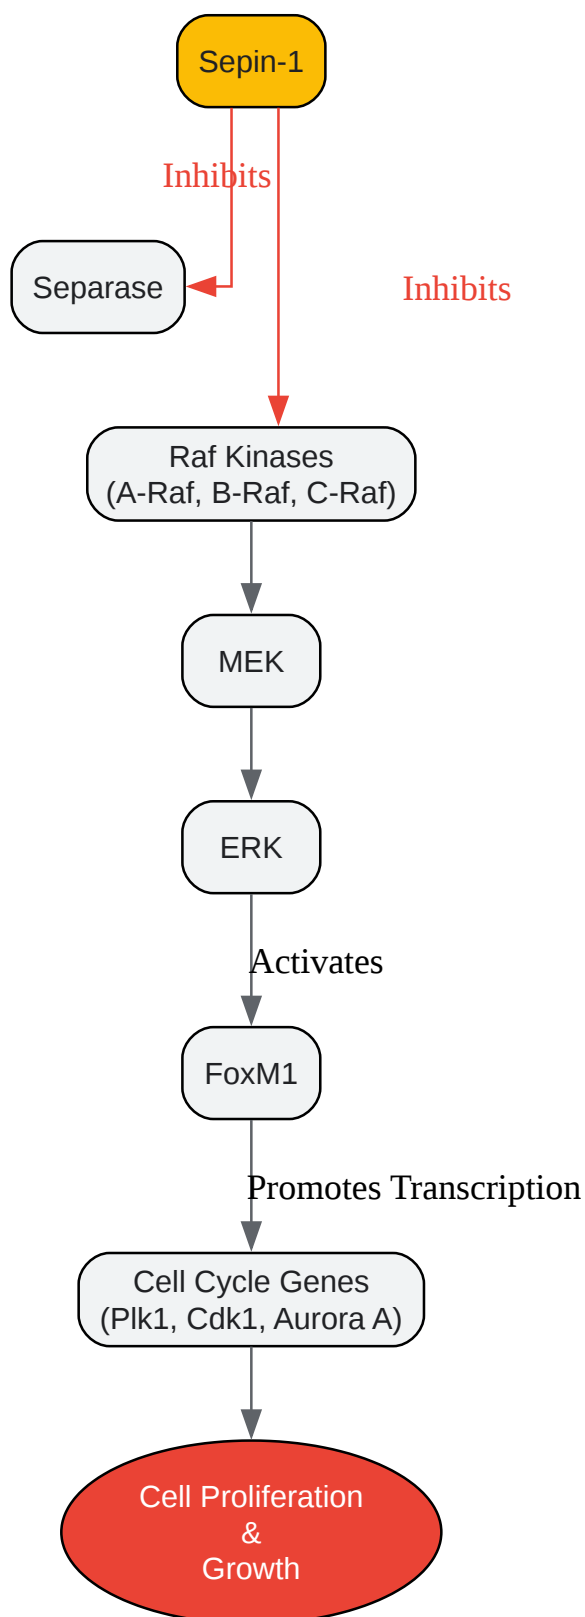 Sepin-1
Inhibits
Separase
Inhibits
Raf Kinases
(A-Raf, B-Raf, C-Raf)
MEK
ERK
Activates
FoxM1
Promotes Transcription
Cell Cycle Genes
(Plk1, Cdk1, Aurora A)
Cell Proliferation
&
Growth